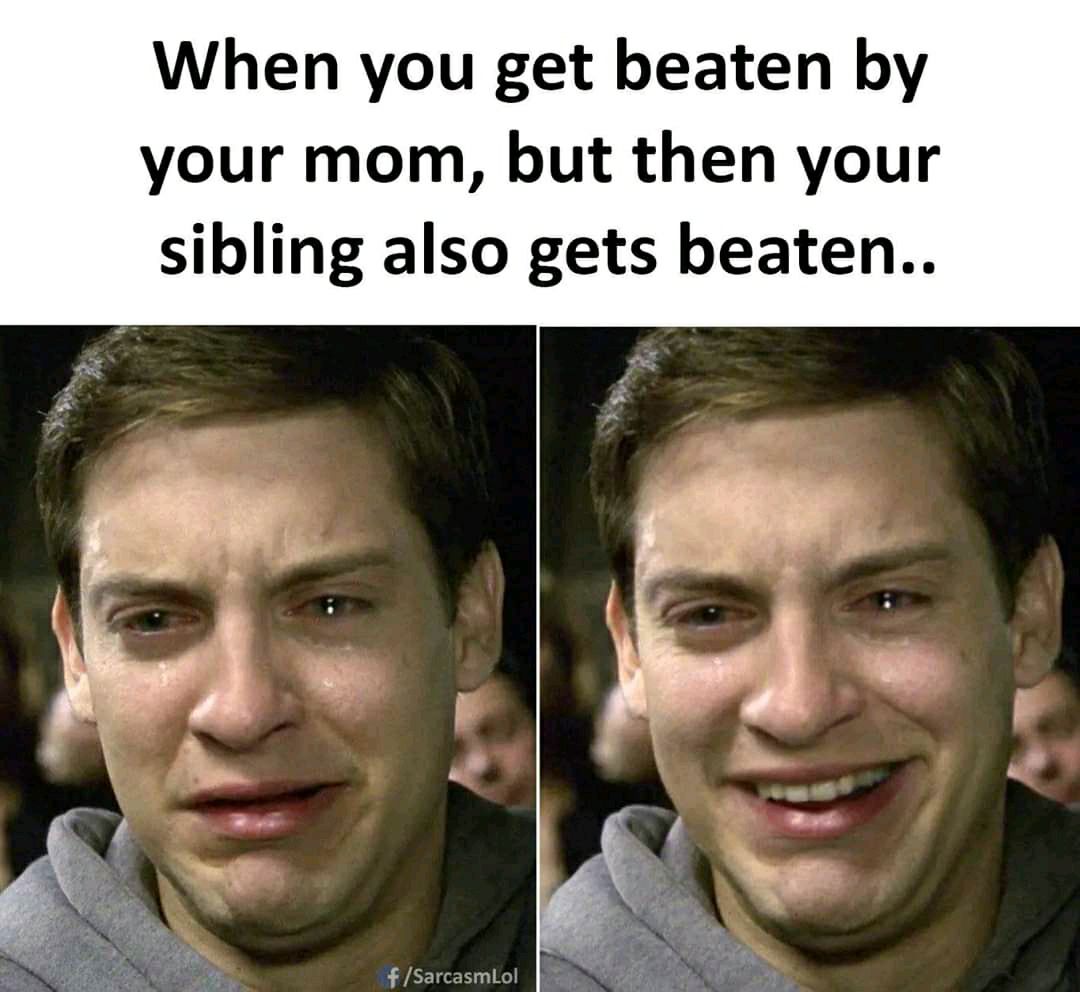 When you get beaten by
your mom, but then your
sibling also gets beaten..
f/SarcasmLol